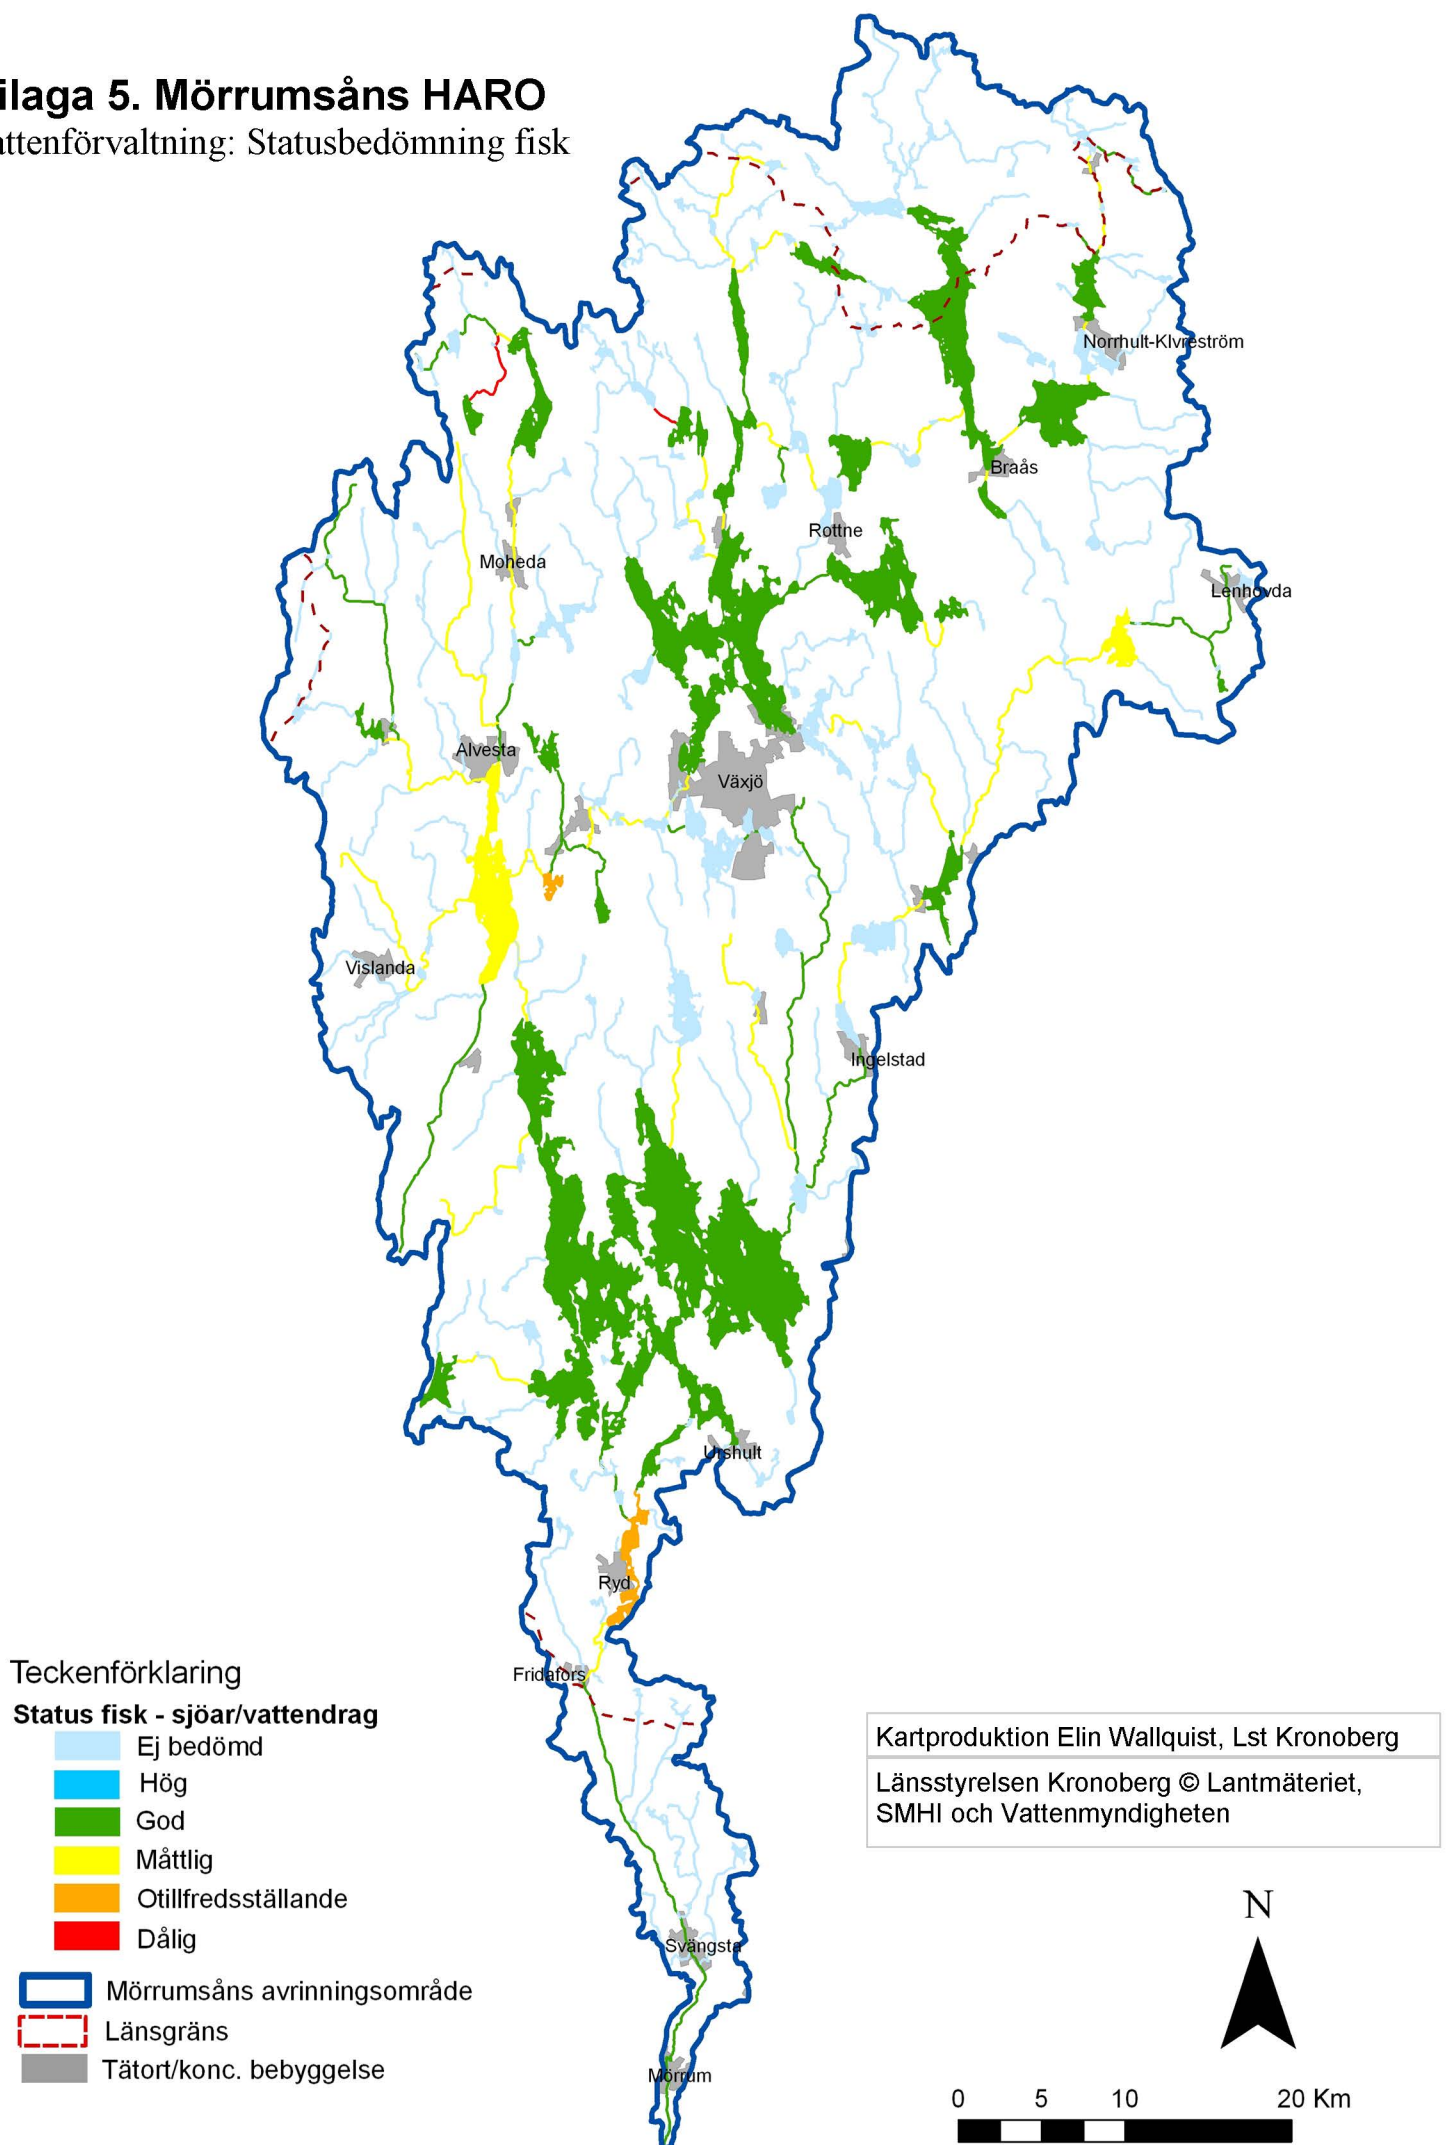 ilaga 5. Mörrumsåns HARO
attenförvaltning: Statusbedömning fisk
Norrhult-Klvreström
Braås
Rottne
Moheda
Lenhovda
Alvesta
Växjö
Vislanda
Ingelstad
Urshult
Ryd
Fridafors
Svängsta
Mörrum
Teckenförklaring
Status fisk - sjöar/vattendrag
Ej bedömd
Hög
God
Måttlig
Otillfredsställande
Dålig
Mörrumsåns avrinningsområde
Länsgräns
Tätort/konc. bebyggelse
Kartproduktion Elin Wallquist, Lst Kronoberg
Länsstyrelsen Kronoberg © Lantmäteriet,
SMHI och Vattenmyndigheten
N
0 5 10 20 Km